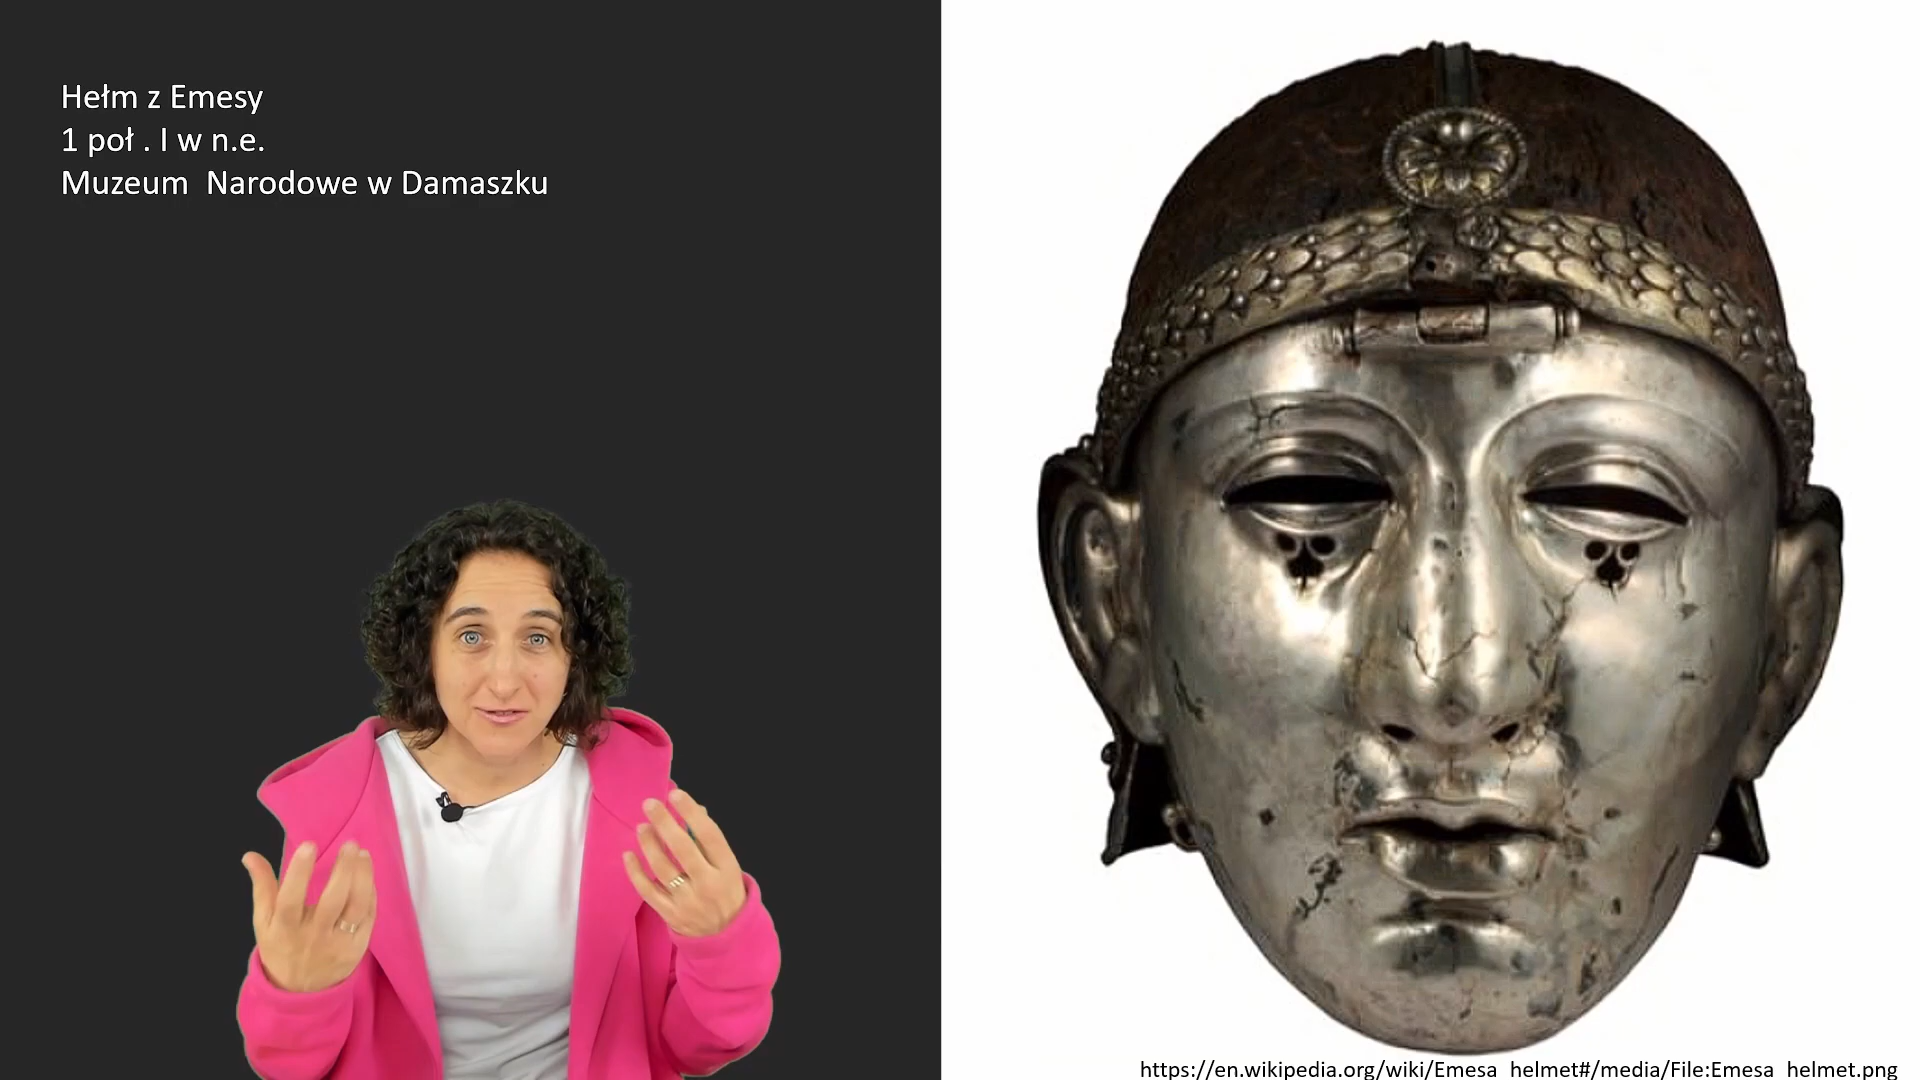 Hełm z Emesy
1 poł . I w n.e.
Muzeum  Narodowe w Damaszku
https://en.wikipedia.org/wiki/Emesa_helmet#/media/File:Emesa_helmet.png